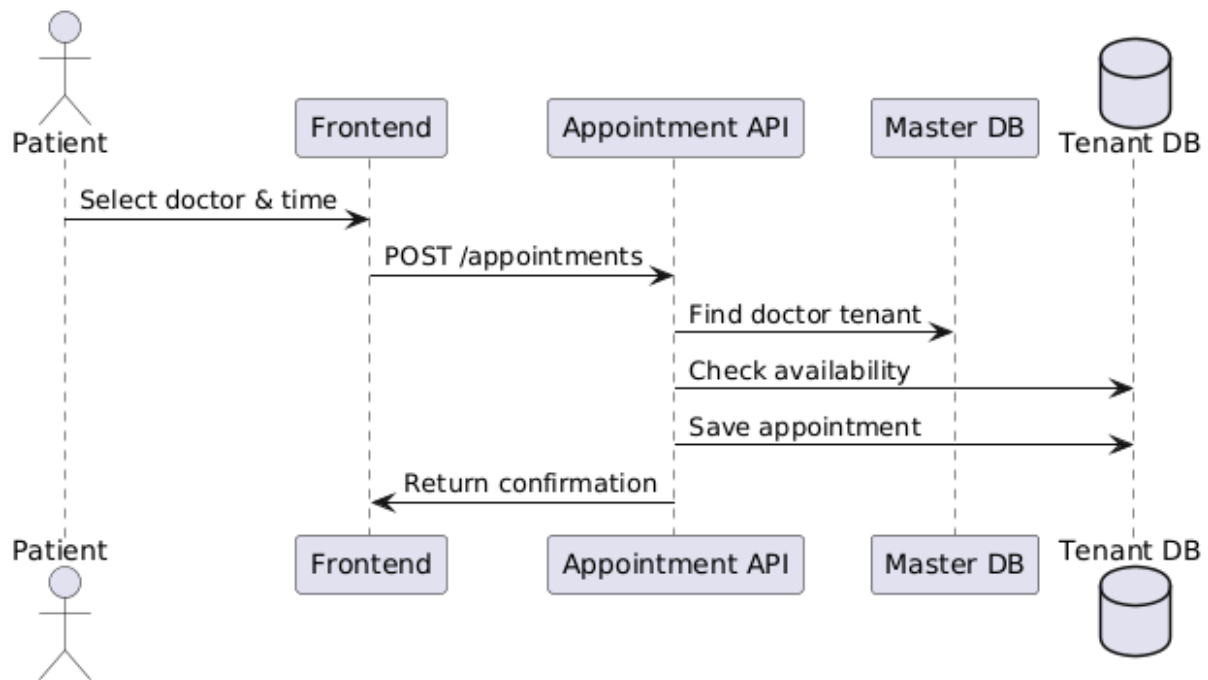 Patient
Frontend
Appointment API
Master DB
Tenant DB
Select doctor & time
POST /appointments
Find doctor tenant
Check availability
Save appointment
Return confirmation
Patient
Frontend
Appointment API
Master DB
Tenant DB